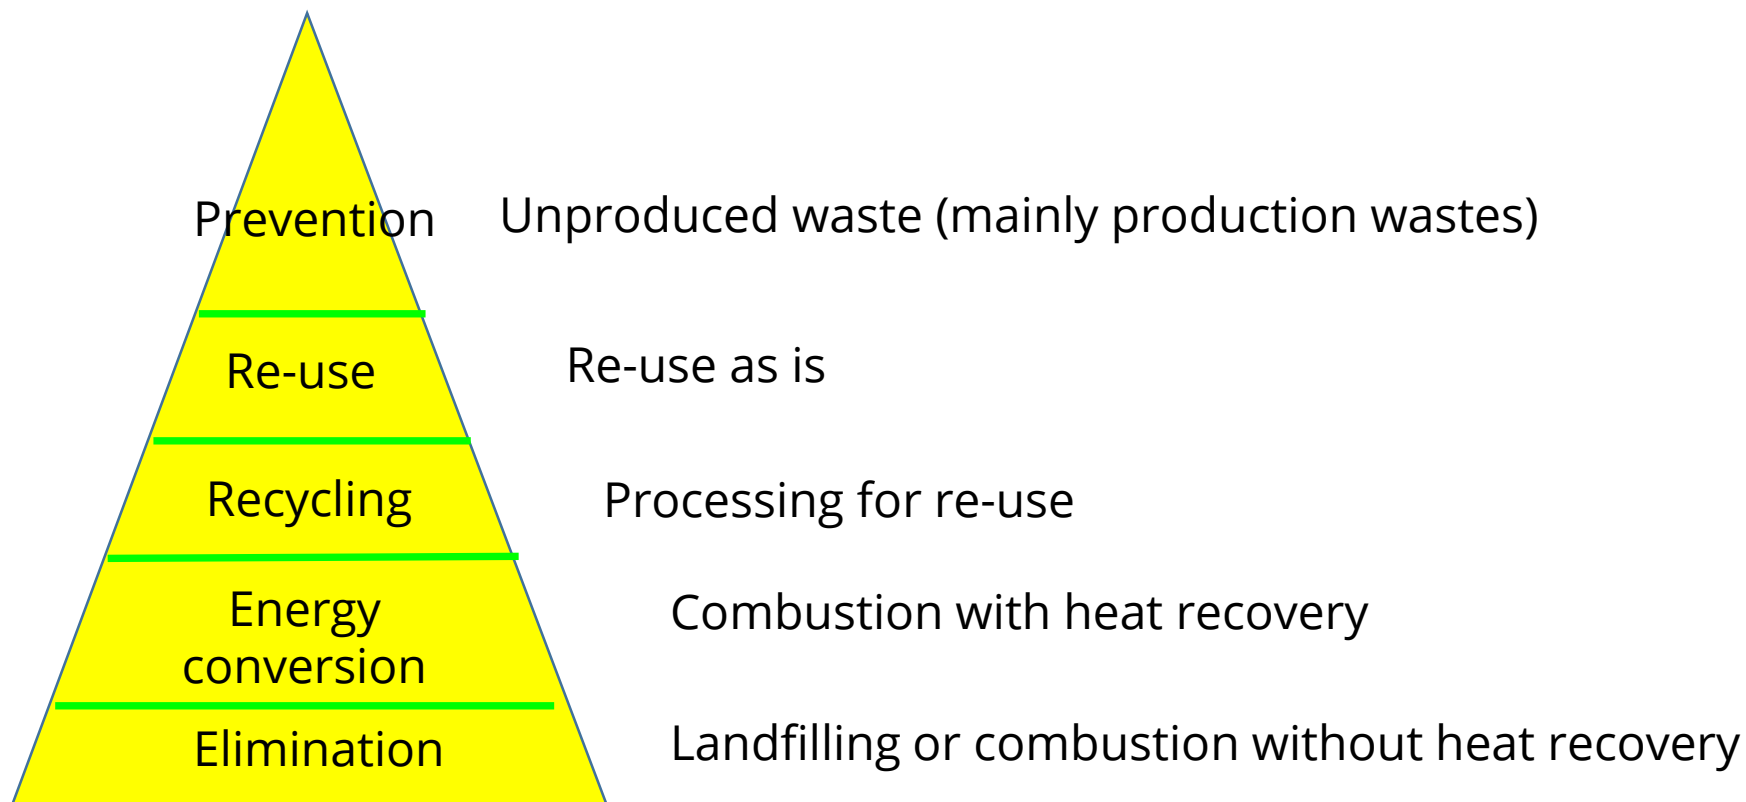 Prevention
Unproduced waste (mainly production wastes)
Re-use
Re-use as is
Recycling
Processing for re-use
Energy
conversion
Combustion with heat recovery
Elimination
Landfilling or combustion without heat recovery